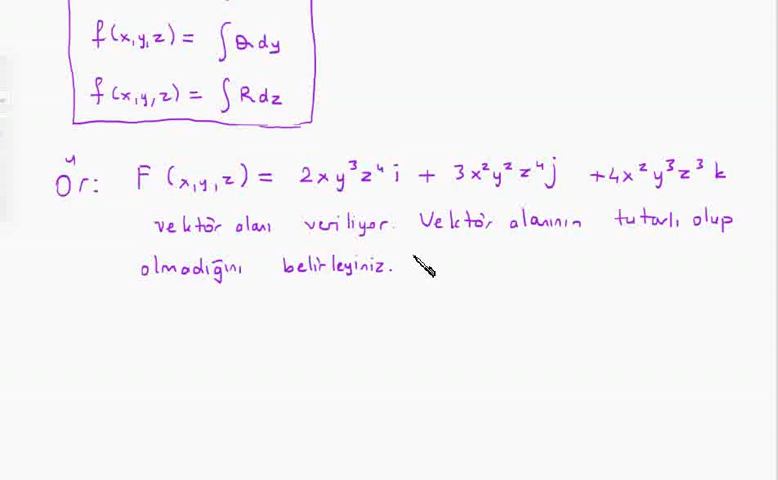 f(x,y,z) = ∫Q dy
f(x,y,z) = ∫R dz
Ör: F(x,y,z) = 2xy³z⁴ i + 3x²y²z⁴ j + 4x²y³z³ k
vektör alanı veriliyor. Vektör alanının tutarlı olup
olmadığını belirleyiniz.